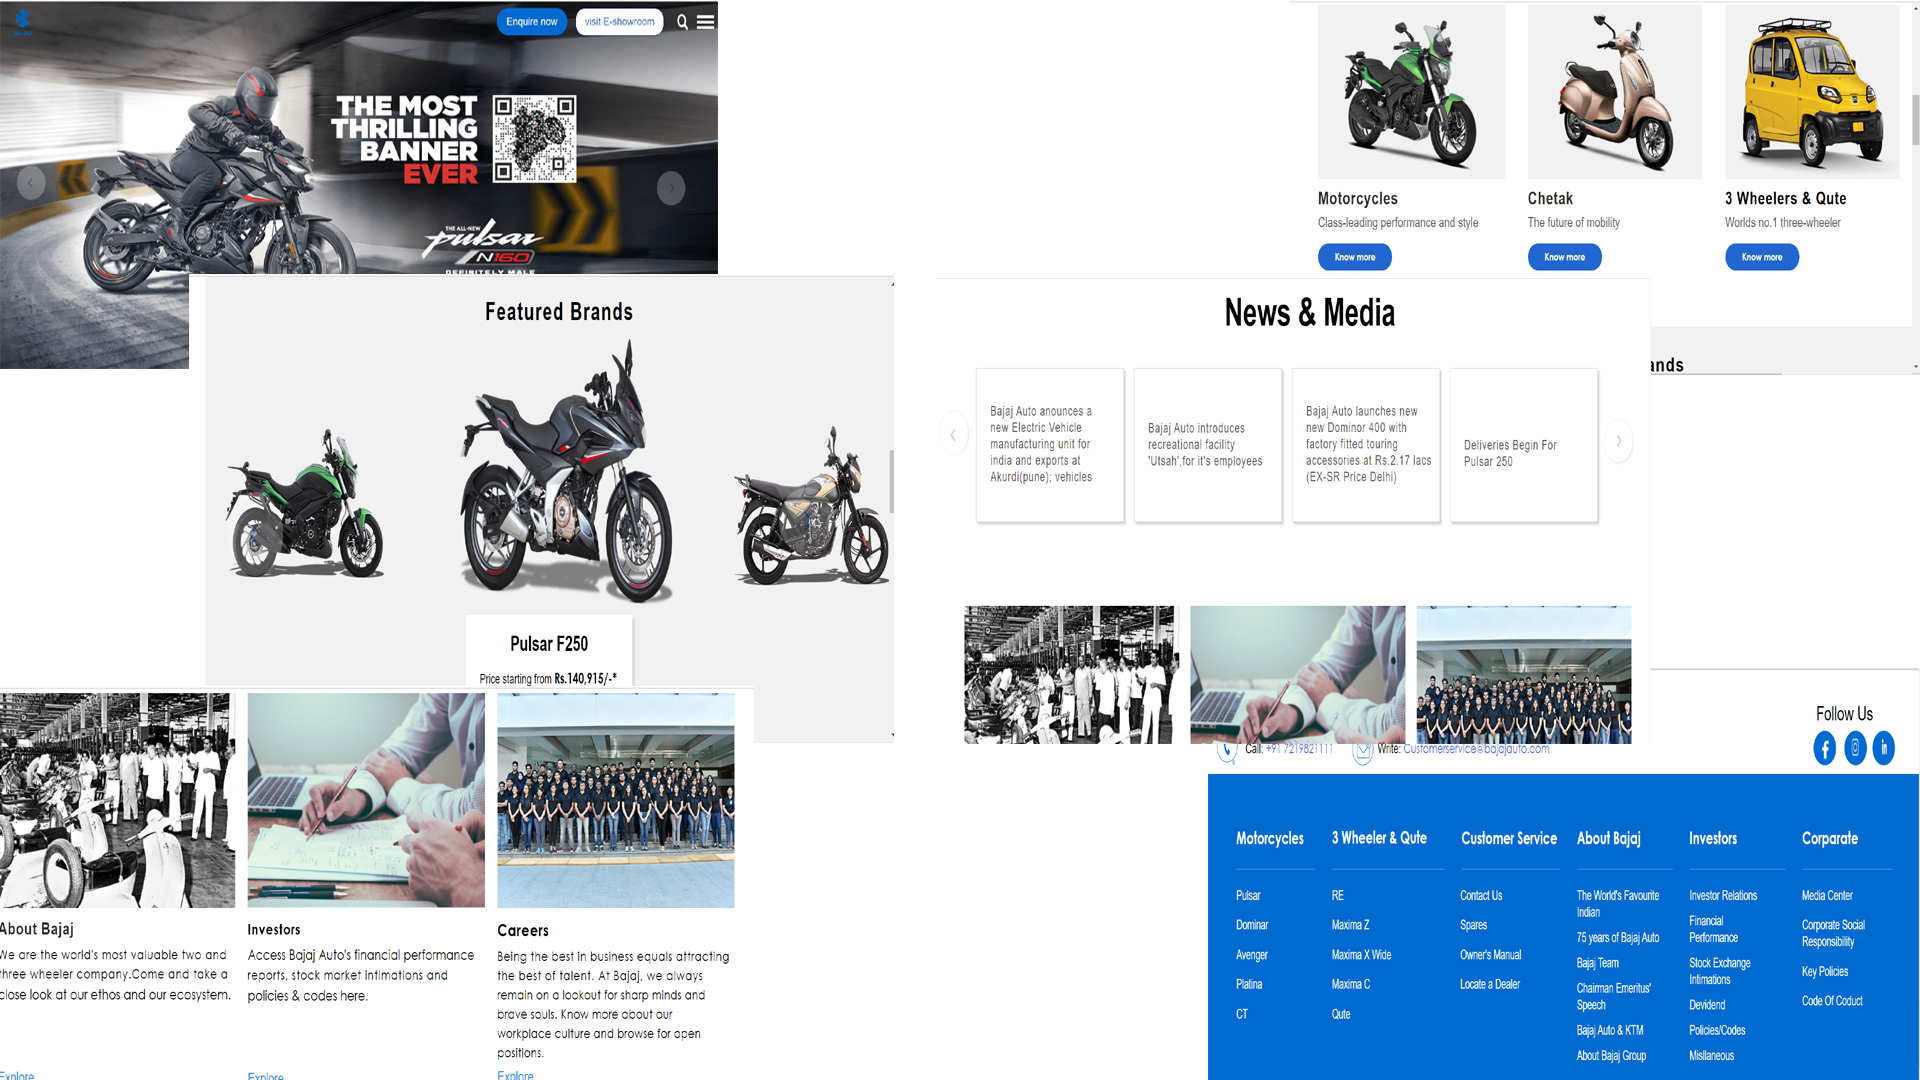 BAJAJ
Enquire now
visit E-showroom
THE MOST
THRILLING
BANNER
EVER
THE ALL-NEW
pulsar
N160
DEFINITELY MALE
Motorcycles
Class-leading performance and style
Know more
Chetak
The future of mobility
Know more
3 Wheelers & Qute
Worlds no.1 three-wheeler
Know more
ands
Featured Brands
Pulsar F250
Price starting from Rs.140,915/-*
News & Media
Bajaj Auto anounces a
new Electric Vehicle
manufacturing unit for
india and exports at
Akurdi(pune); vehicles
Bajaj Auto introduces
recreational facility
'Utsah',for it's employees
Bajaj Auto launches new
new Dominor 400 with
factory fitted touring
accessories at Rs.2.17 lacs
(EX-SR Price Delhi)
Deliveries Begin For
Pulsar 250
About Bajaj
We are the world's most valuable two and
three wheeler company.Come and take a
close look at our ethos and our ecosystem.
Explore
Investors
Access Bajaj Auto's financial performance
reports, stock market intimations and
policies & codes here.
Explore
Careers
Being the best in business equals attracting
the best of talent. At Bajaj, we always
remain on a lookout for sharp minds and
brave souls. Know more about our
workplace culture and browse for open
positions.
Explore
Follow Us
Call: +91 7219821111
Write: Customerservice@bajajauto.com
Motorcycles
Pulsar
Dominar
Avenger
Platina
CT
3 Wheeler & Qute
RE
Maxima Z
Maxima X Wide
Maxima C
Qute
Customer Service
Contact Us
Spares
Owner's Manual
Locate a Dealer
About Bajaj
The World's Favourite
Indian
75 years of Bajaj Auto
Bajaj Team
Chairman Emeritus'
Speech
Bajaj Auto & KTM
About Bajaj Group
Investors
Investor Relations
Financial
Performance
Stock Exchange
Intimations
Devidend
Policies/Codes
Misllaneous
Corparate
Media Center
Corporate Social
Responsibility
Key Policies
Code Of Coduct